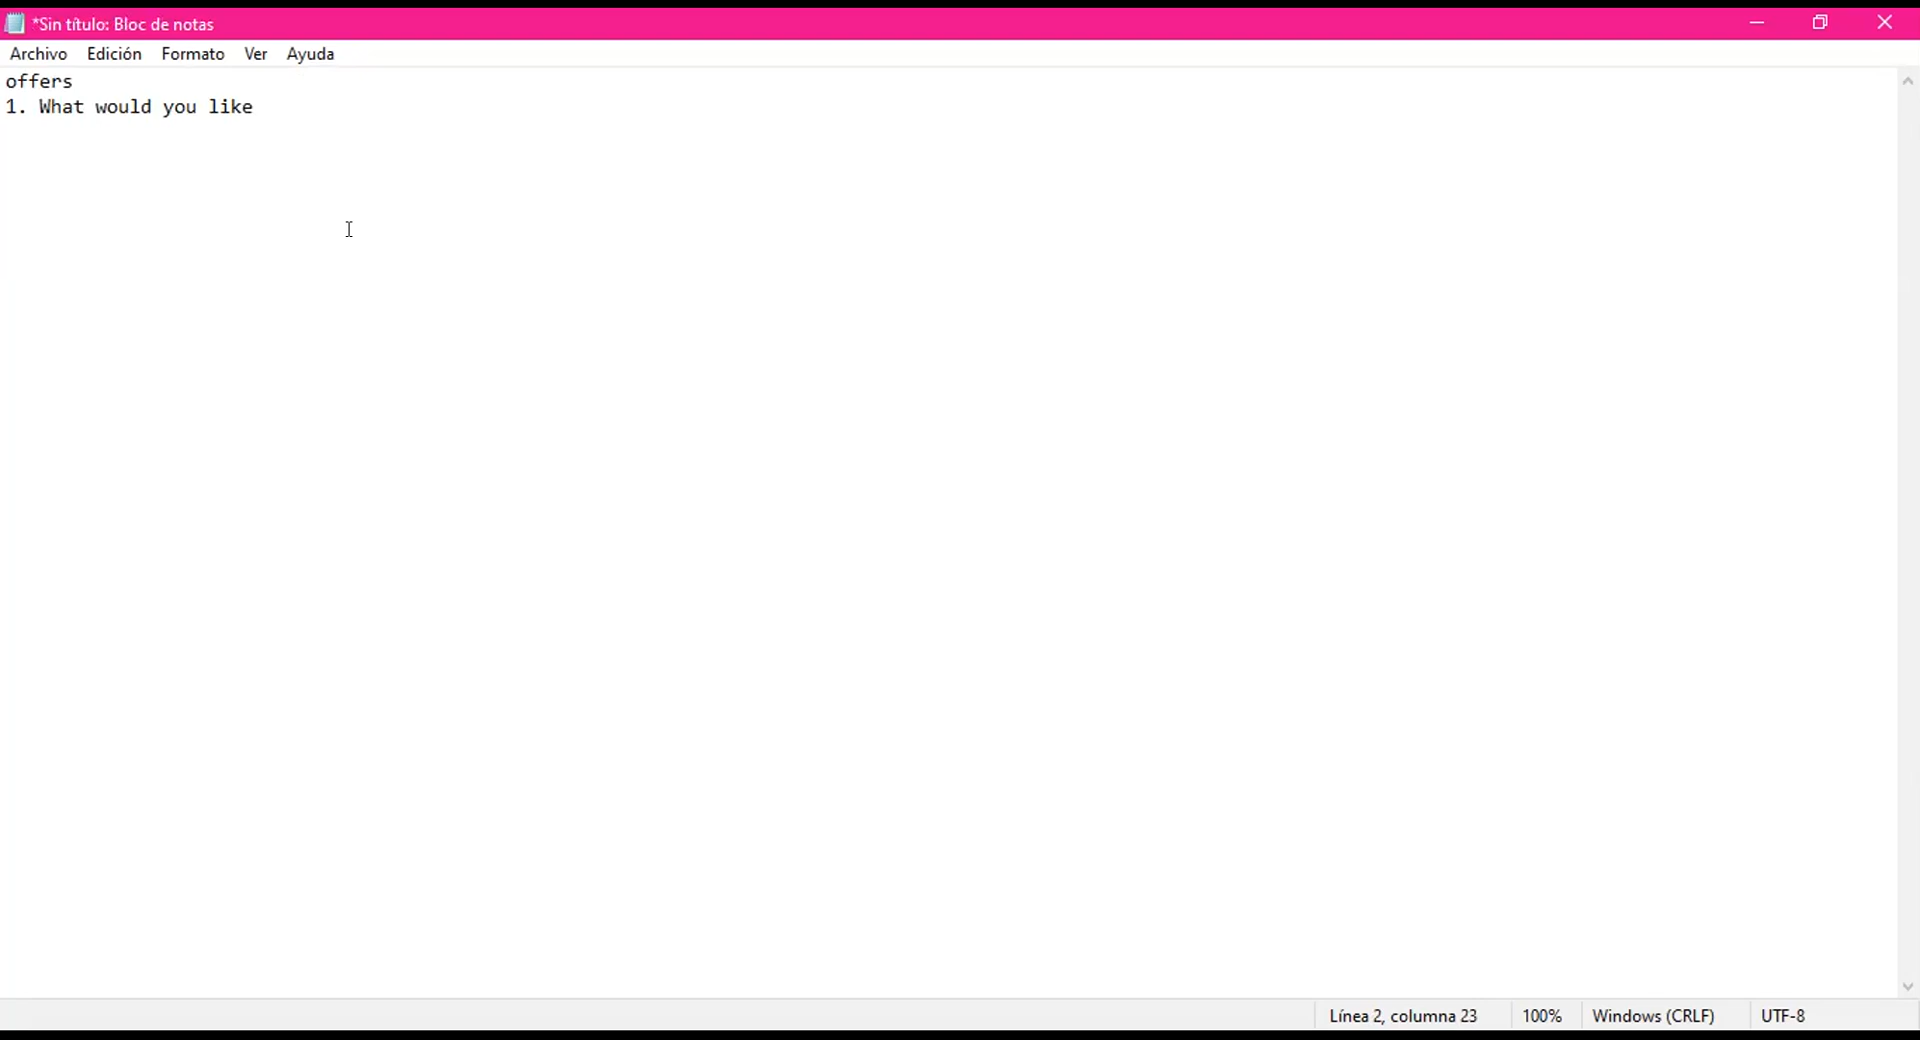 *Sin título: Bloc de notas
Archivo Edición Formato Ver Ayuda
offers
1. What would you like
Línea 2, columna 23 100% Windows (CRLF) UTF-8